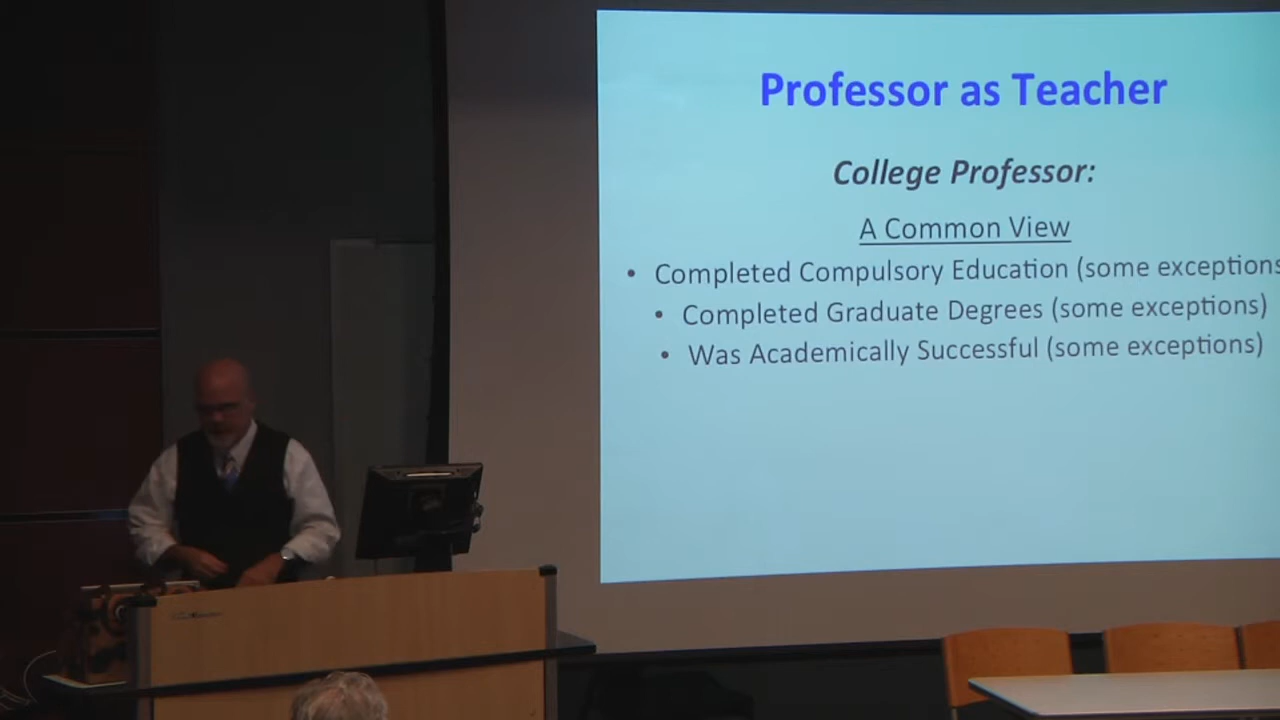 Professor as Teacher
College Professor:
A Common View
• Completed Compulsory Education (some exceptions
• Completed Graduate Degrees (some exceptions)
• Was Academically Successful (some exceptions)